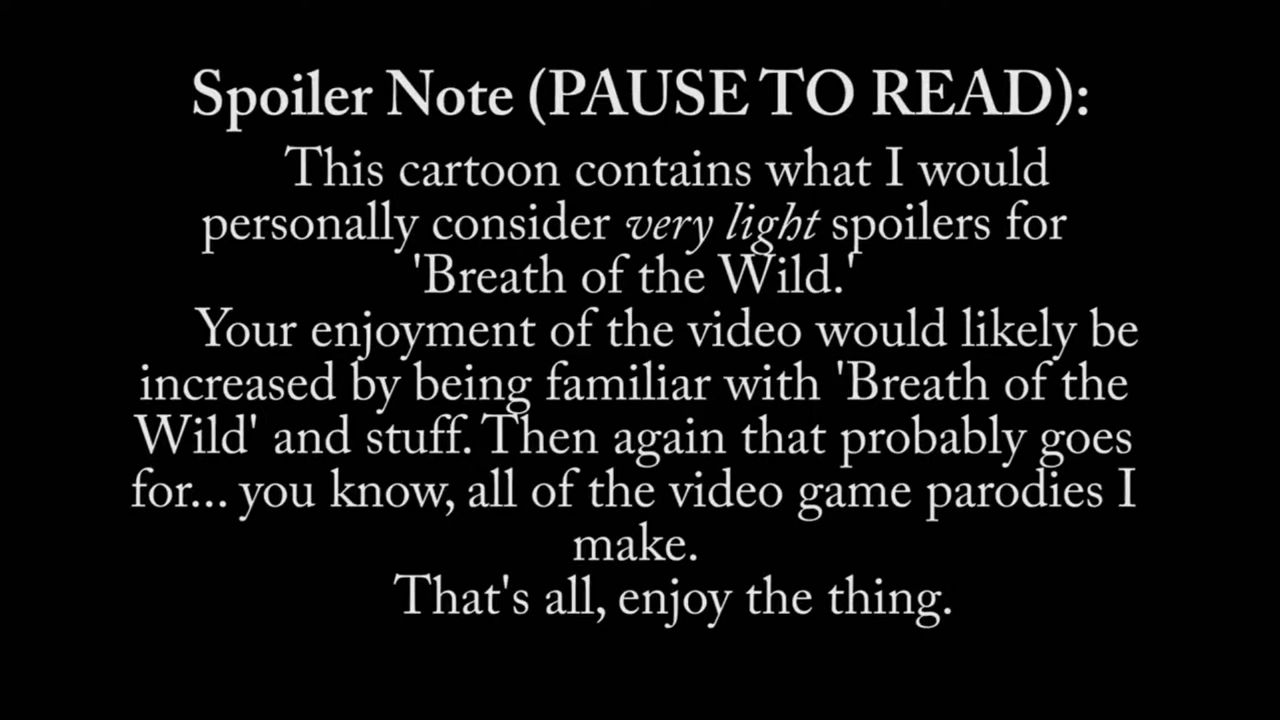 Spoiler Note (PAUSE TO READ):
This cartoon contains what I would
personally consider very light spoilers for
'Breath of the Wild.'
Your enjoyment of the video would likely be
increased by being familiar with 'Breath of the
Wild' and stuff. Then again that probably goes
for... you know, all of the video game parodies I
make.
That's all, enjoy the thing.